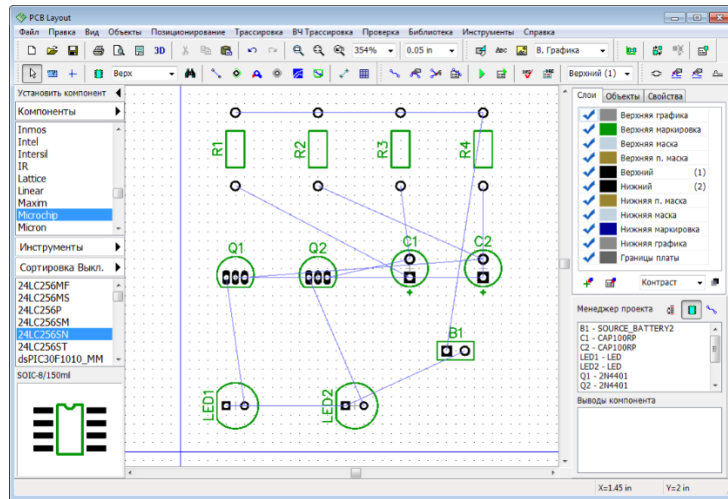 PCB Layout
Файл Правка Вид Объекты Позиционирование Трассировка ВЧ Трассировка Проверка Библиотека Инструменты Справка
3D 354% 0.05 in Abc В. Графика
Верх Верхний (1)
Установить компонент
Компоненты
Inmos
Intel
Intersil
IR
Lattice
Linear
Maxim
Microchip
Micron
Инструменты
Сортировка Выкл.
24LC256MF
24LC256MS
24LC256P
24LC256SM
24LC256SN
24LC256ST
dsPIC30F1010_MM
SOIC-8/150ml
R1 R2 R3 R4
Q1 Q2 C1 C2
+ +
B1
LED1 LED2
Слои Объекты Свойства
Верхняя графика
Верхняя маркировка
Верхняя маска
Верхняя п. маска
Верхний (1)
Нижний (2)
Нижняя п. маска
Нижняя маска
Нижняя маркировка
Нижняя графика
Границы платы
Контраст
Менеджер проекта
B1 - SOURCE_BATTERY2
C1 - CAP100RP
C2 - CAP100RP
LED1 - LED
LED2 - LED
Q1 - 2N4401
Q2 - 2N4401
Выводы компонента
X=1.45 in Y=2 in